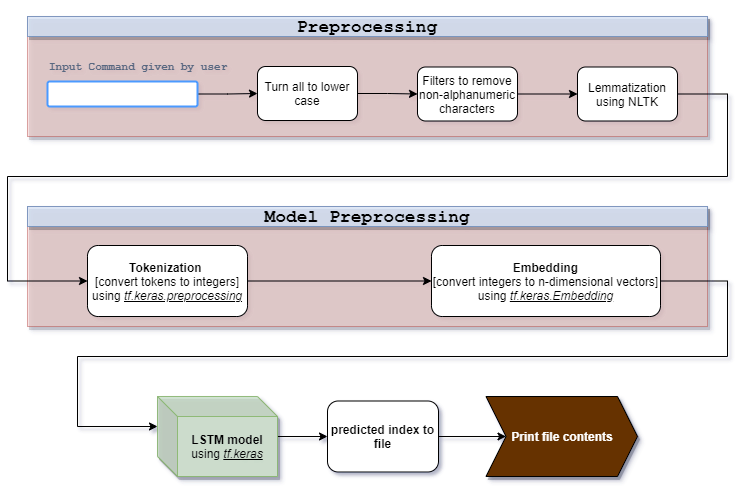 Preprocessing
Input Command given by user
Turn all to lower
case
Filters to remove
non-alphanumeric
characters
Lemmatization
using NLTK
Model Preprocessing
Tokenization
[convert tokens to integers]
using tf.keras.preprocessing
Embedding
[convert integers to n-dimensional vectors]
using tf.keras.Embedding
LSTM model
using tf.keras
predicted index to
file
Print file contents